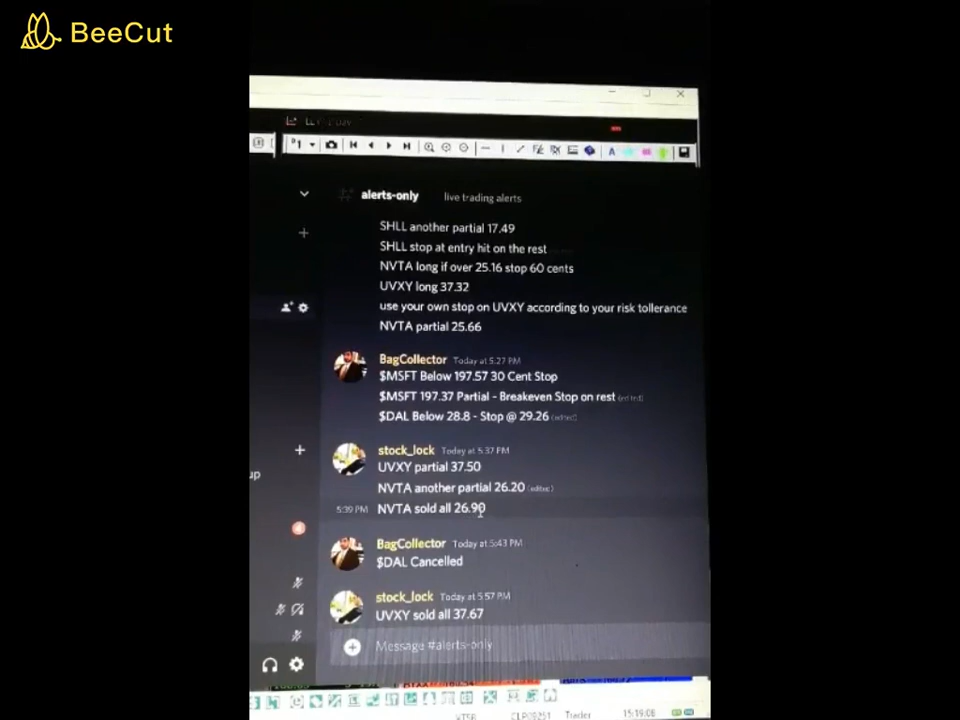 BeeCut
alerts-only live trading alerts
SHLL another partial 17.49
SHLL stop at entry hit on the rest
NVTA long if over 25.16 stop 60 cents
UVXY long 37.32
use your own stop on UVXY according to your risk tollerance
NVTA partial 25.66
BagCollector Today at 5:27 PM
$MSFT Below 197.57 30 Cent Stop
$MSFT 197.37 Partial - Breakeven Stop on rest (edited)
$DAL Below 28.8 - Stop @ 29.26 (edited)
stock_lock Today at 5:37 PM
UVXY partial 37.50
NVTA another partial 26.20 (edited)
5:39 PM NVTA sold all 26.90
BagCollector Today at 5:43 PM
$DAL Cancelled
stock_lock Today at 5:57 PM
UVXY sold all 37.67
Message #alerts-only
up
Trader 15:19:08